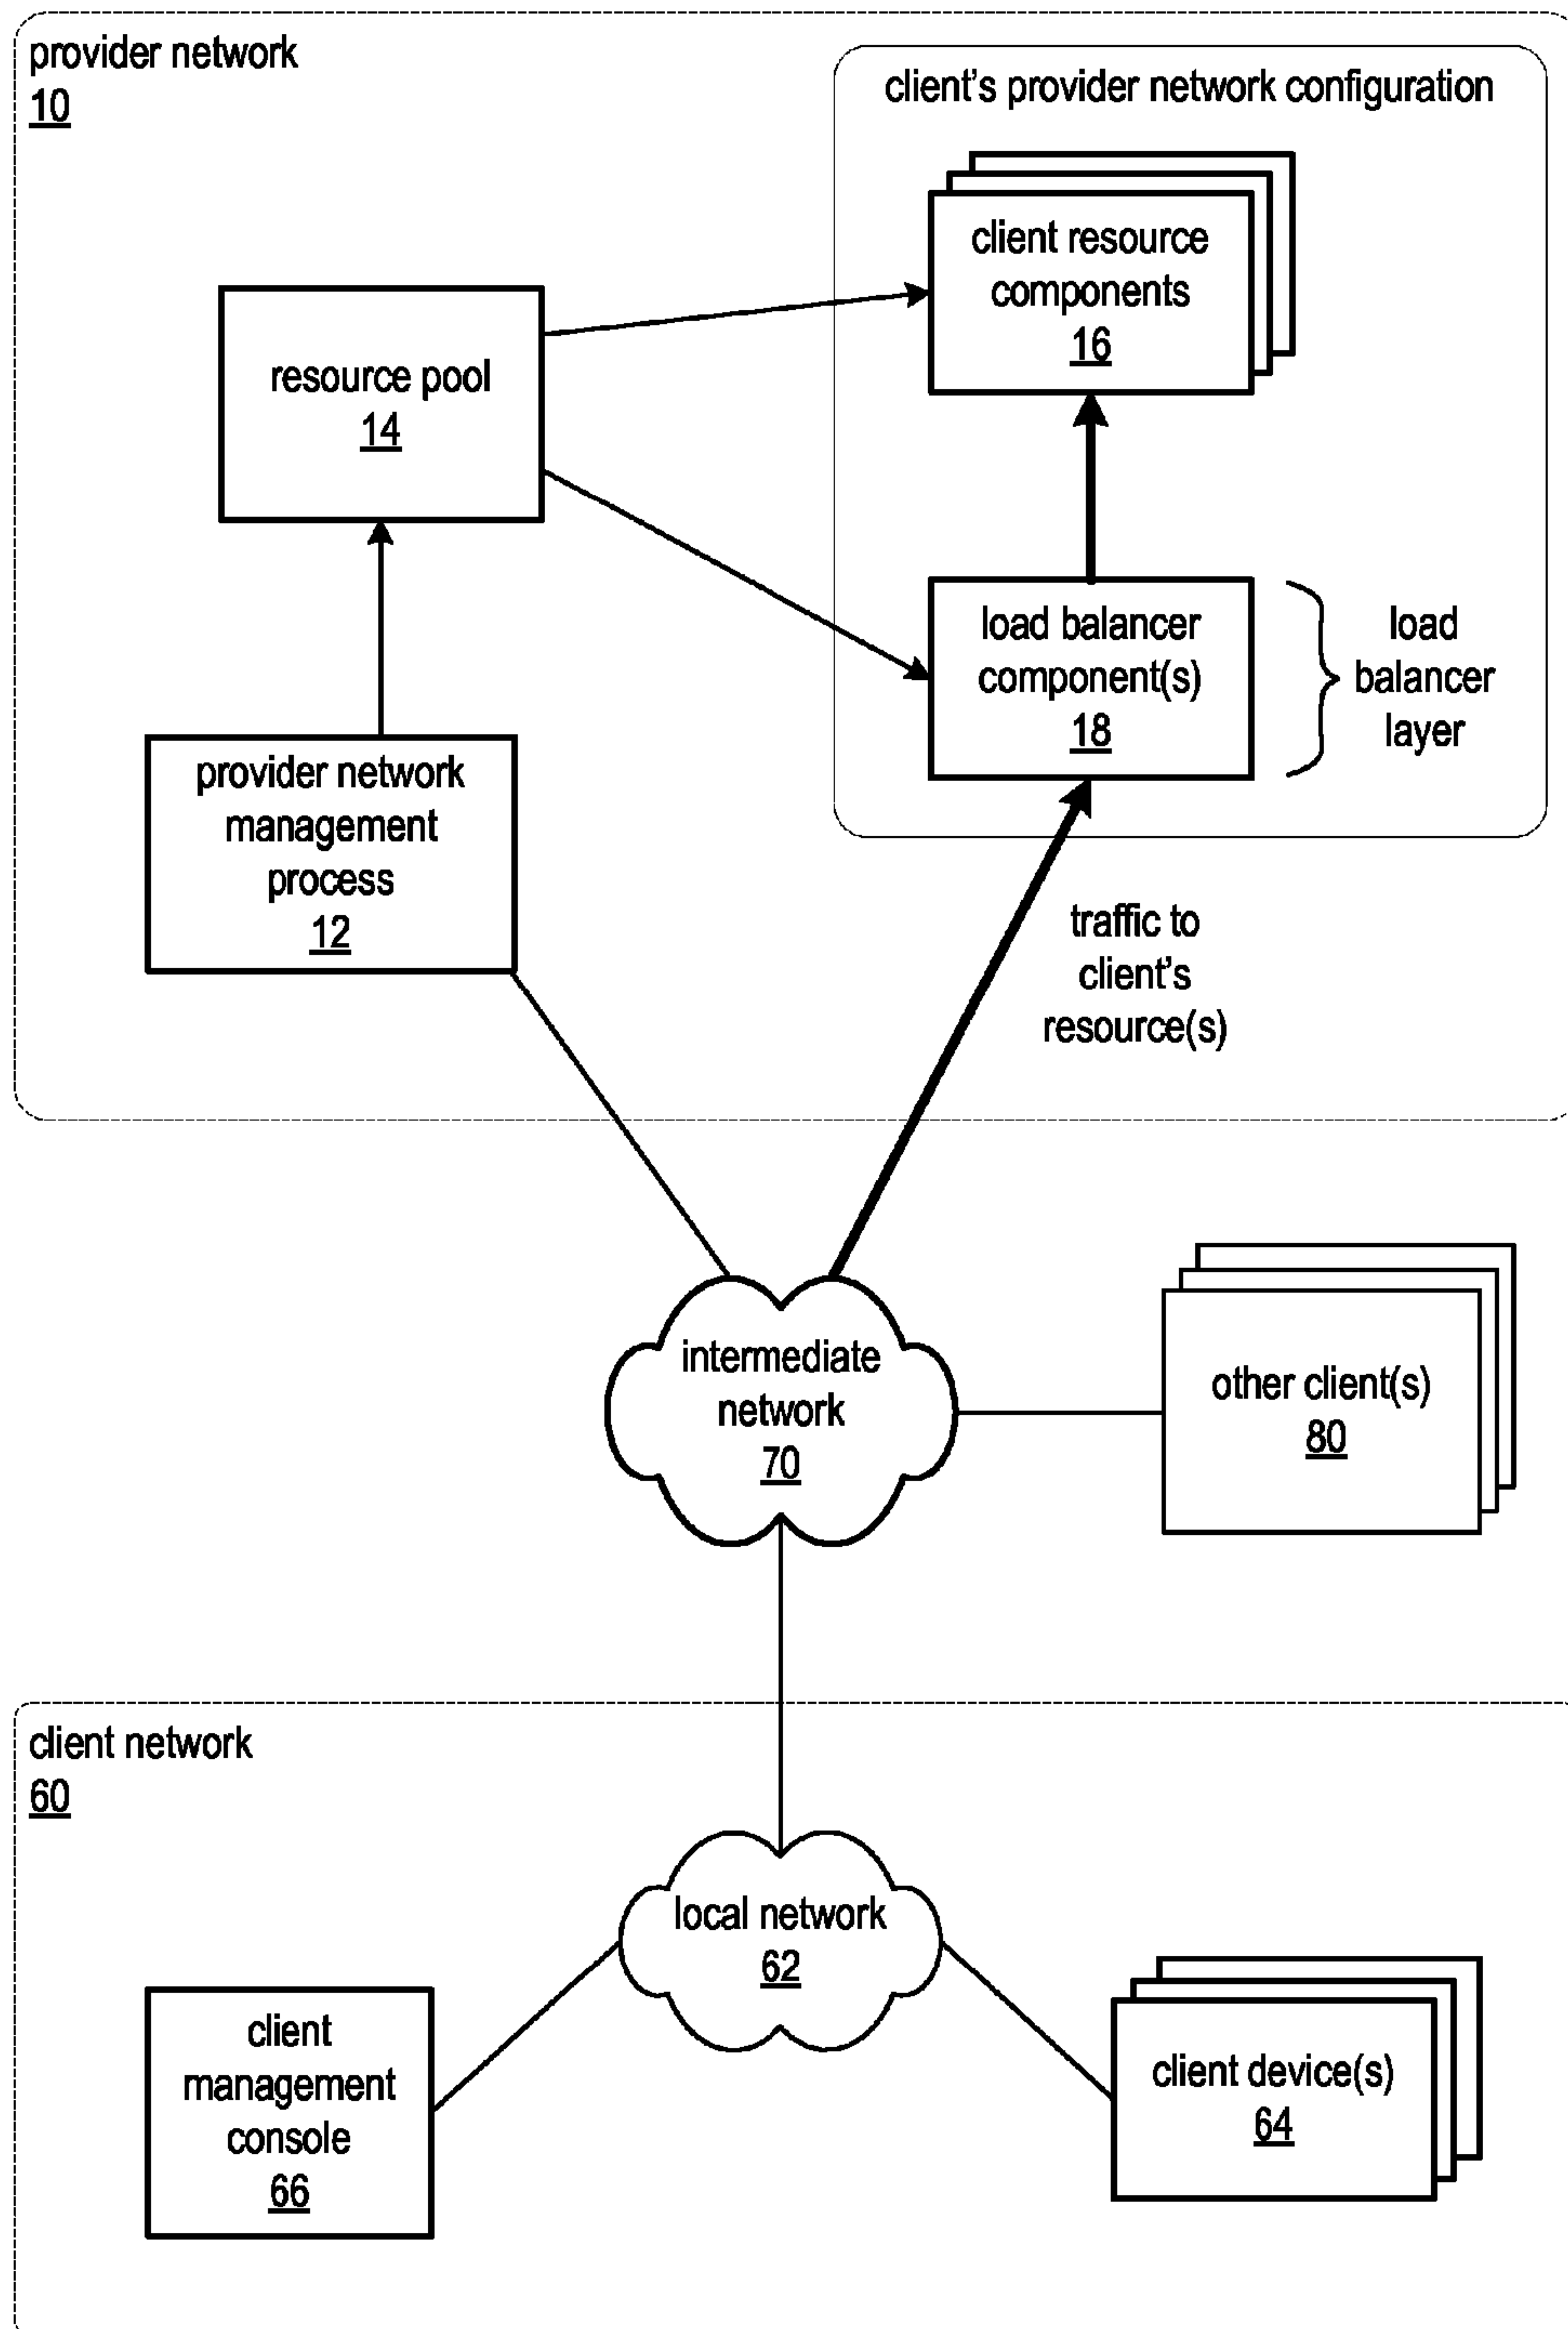 provider network
10
client's provider network configuration
client resource
components
16
resource pool
14
load balancer
component(s)
18
load
balancer
layer
provider network
management
process
12
traffic to
client's
resource(s)
intermediate
network
70
other client(s)
80
client network
60
local network
62
client
management
console
66
client device(s)
64